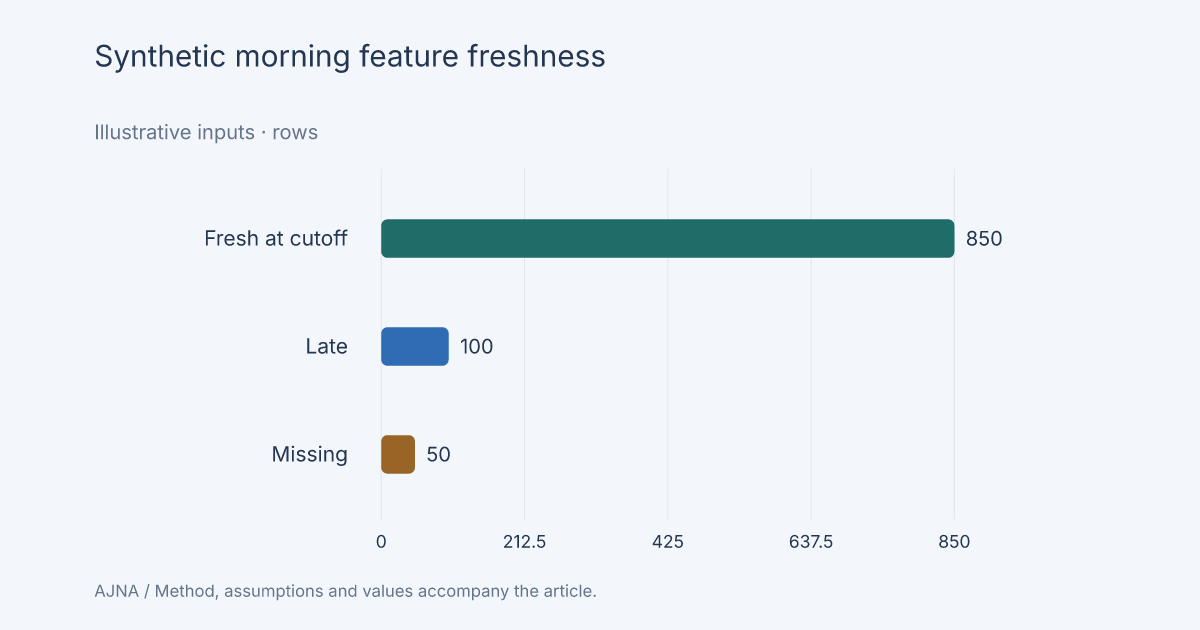 Synthetic morning feature freshness
Illustrative inputs · rows
Fresh at cutoff 850
Late 100
Missing 50
0 212.5 425 637.5 850
AJNA / Method, assumptions and values accompany the article.